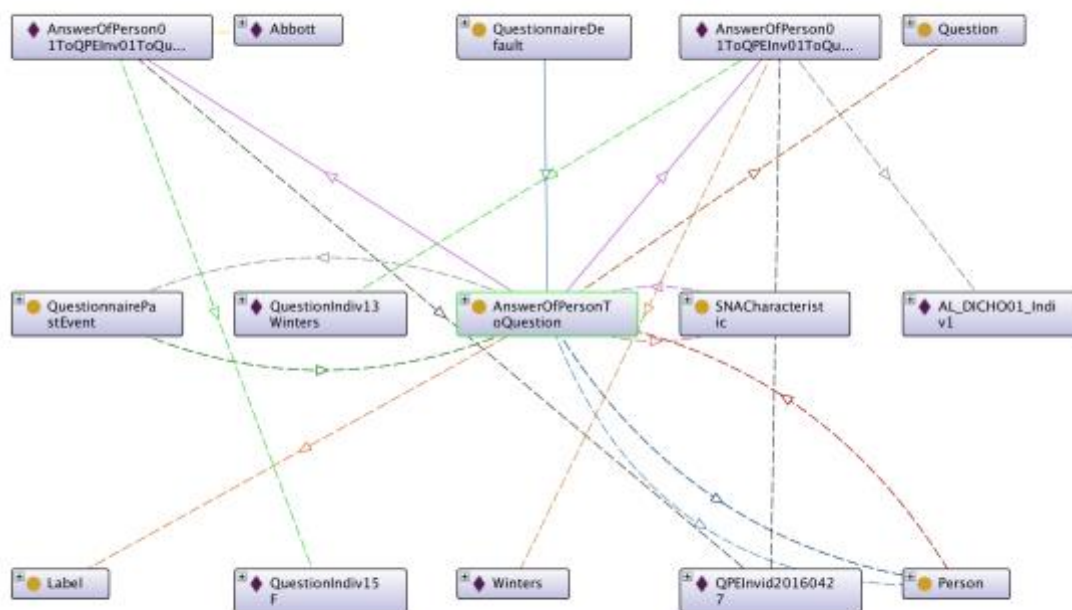 AnswerOfPerson0
1ToQPEInv01ToQu...
Abbott
QuestionnaireDe
fault
AnswerOfPerson0
1ToQPEInv01ToQu...
Question
QuestionnairePa
stEvent
QuestionIndiv13
Winters
AnswerOfPersonT
oQuestion
SNACharacterist
ic
AL_DICHO01_Indi
v1
Label
QuestionIndiv15
F
Winters
QPEInvid2016042
7
Person